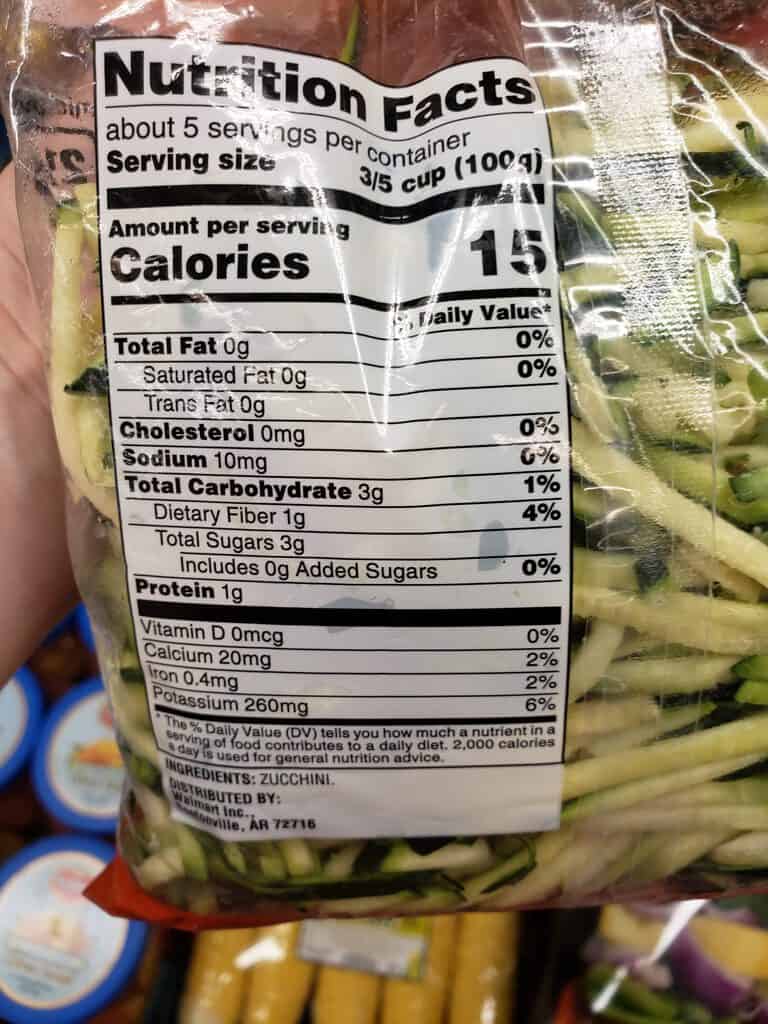 Nutrition Facts
about 5 servings per container
Serving size 3/5 cup (100g)
Amount per serving
Calories 15
% Daily Value*
Total Fat 0g 0%
Saturated Fat 0g 0%
Trans Fat 0g
Cholesterol 0mg 0%
Sodium 10mg 0%
Total Carbohydrate 3g 1%
Dietary Fiber 1g 4%
Total Sugars 3g
Includes 0g Added Sugars 0%
Protein 1g
Vitamin D 0mcg 0%
Calcium 20mg 2%
Iron 0.4mg 2%
Potassium 260mg 6%
* The % Daily Value (DV) tells you how much a nutrient in a
serving of food contributes to a daily diet. 2,000 calories
a day is used for general nutrition advice.
INGREDIENTS: ZUCCHINI.
DISTRIBUTED BY:
Walmart Inc.,
Bentonville, AR 72716